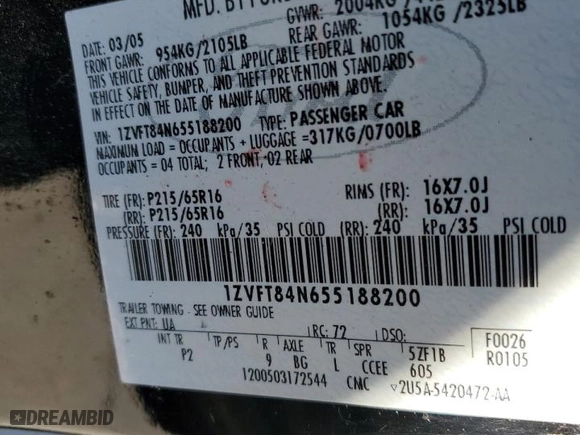 MFD. BY FORD
GVWR: 2004KG
DATE: 03/05
FRONT GAWR: 954KG/2105LB
REAR GAWR: 1054KG/2325LB
THIS VEHICLE CONFORMS TO ALL APPLICABLE FEDERAL MOTOR
VEHICLE SAFETY, BUMPER, AND THEFT PREVENTION STANDARDS
IN EFFECT ON THE DATE OF MANUFACTURE SHOWN ABOVE.
VIN: 1ZVFT84N655188200 TYPE: PASSENGER CAR
MAXIMUM LOAD = OCCUPANTS + LUGGAGE = 317KG/0700LB
OCCUPANTS = 04 TOTAL; 2 FRONT, 02 REAR
TIRE (FR): P215/65R16 RIMS (FR): 16X7.0J
(RR): P215/65R16 (RR): 16X7.0J
PRESSURE (FR): 240 kPa/35 PSI COLD (RR): 240 kPa/35 PSI COLD
1ZVFT84N655188200
TRAILER TOWING - SEE OWNER GUIDE
EXT PNT: UA RC: 72 DSO:
INT TR TP/PS R AXLE TR SPR 5ZF1B F0026
P2 9 BG L CCEE 605 R0105
1200503172544 CMC ▽2U5A-5420472-AA
DREAMBID